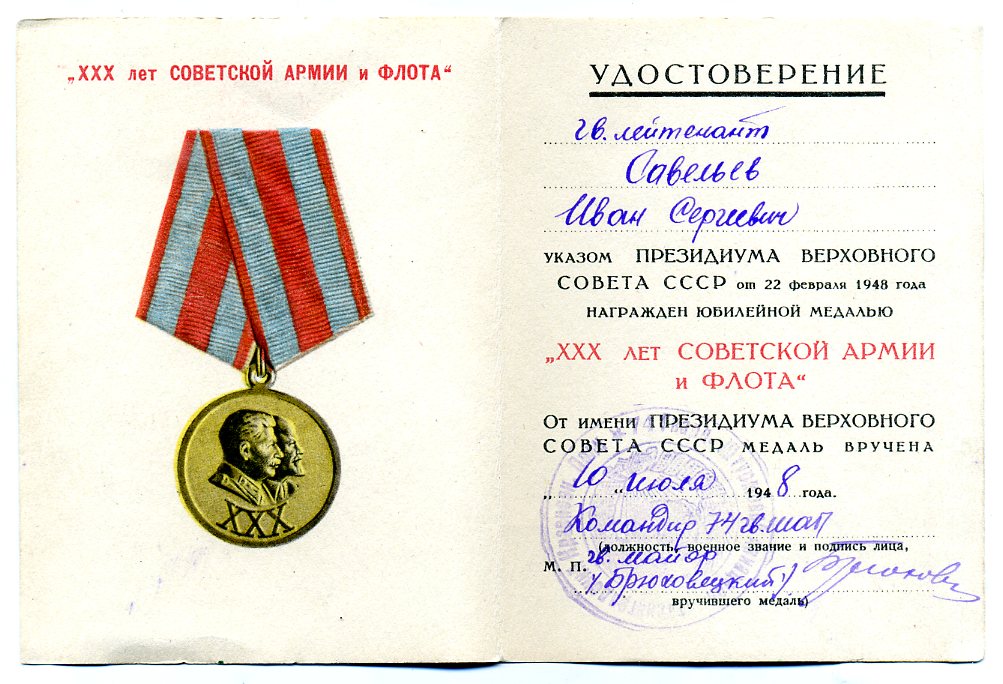 „XXX лет СОВЕТСКОЙ АРМИИ и ФЛОТА“
XXX
УДОСТОВЕРЕНИЕ
гв. лейтенант
Савельев
Иван Сергиевич
УКАЗОМ ПРЕЗИДИУМА ВЕРХОВНОГО
СОВЕТА СССР от 22 февраля 1948 года
НАГРАЖДЕН ЮБИЛЕЙНОЙ МЕДАЛЬЮ
„XXX ЛЕТ СОВЕТСКОЙ АРМИИ
и ФЛОТА“
От имени ПРЕЗИДИУМА ВЕРХОВНОГО
СОВЕТА СССР МЕДАЛЬ ВРУЧЕНА
„10“ июля 1948 года.
Командир 74 гв. шап
(должность, военное звание и подпись лица,
гв. майор
М. П.
/Брюховецкий/
вручившего медаль)